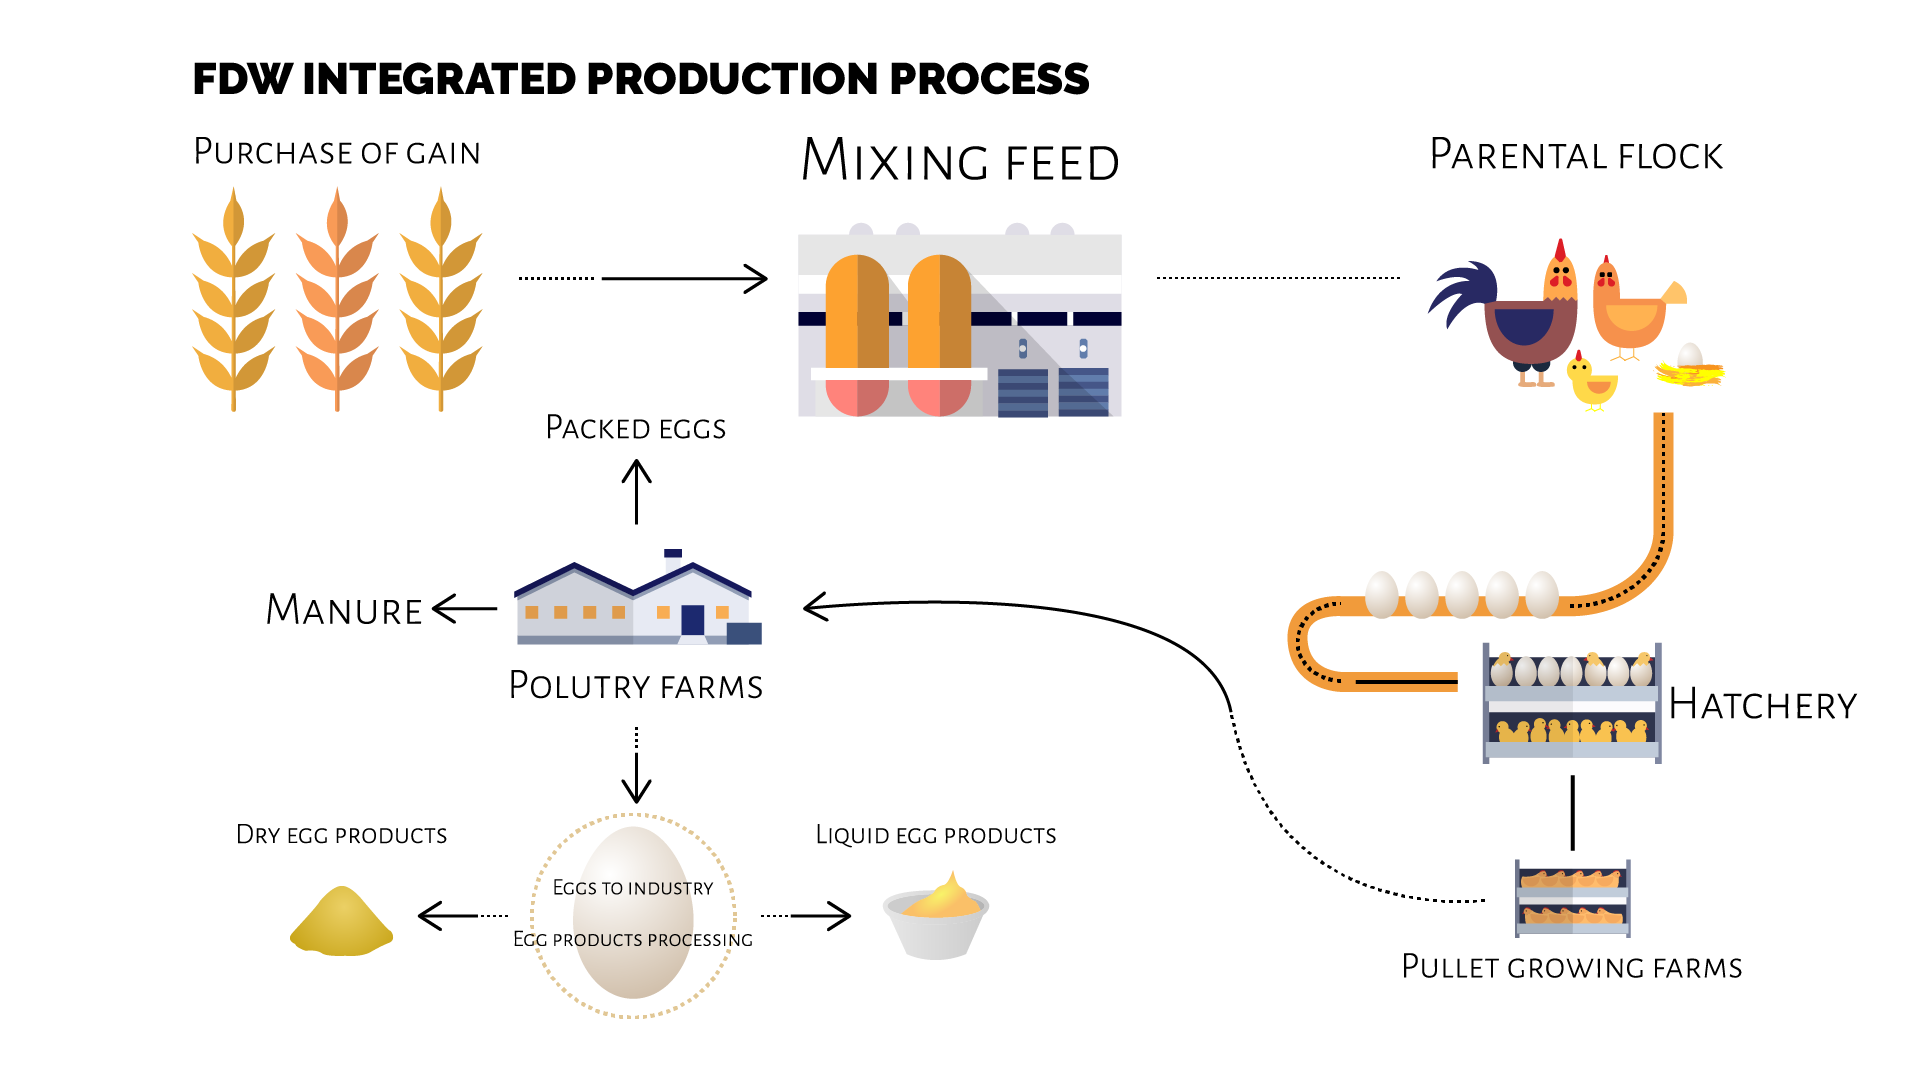 FDW INTEGRATED PRODUCTION PROCESS
PURCHASE OF GAIN
MIXING FEED
PARENTAL FLOCK
PACKED EGGS
MANURE
POLUTRY FARMS
HATCHERY
DRY EGG PRODUCTS
LIQUID EGG PRODUCTS
EGGS TO INDUSTRY
EGG PRODUCTS PROCESSING
PULLET GROWING FARMS